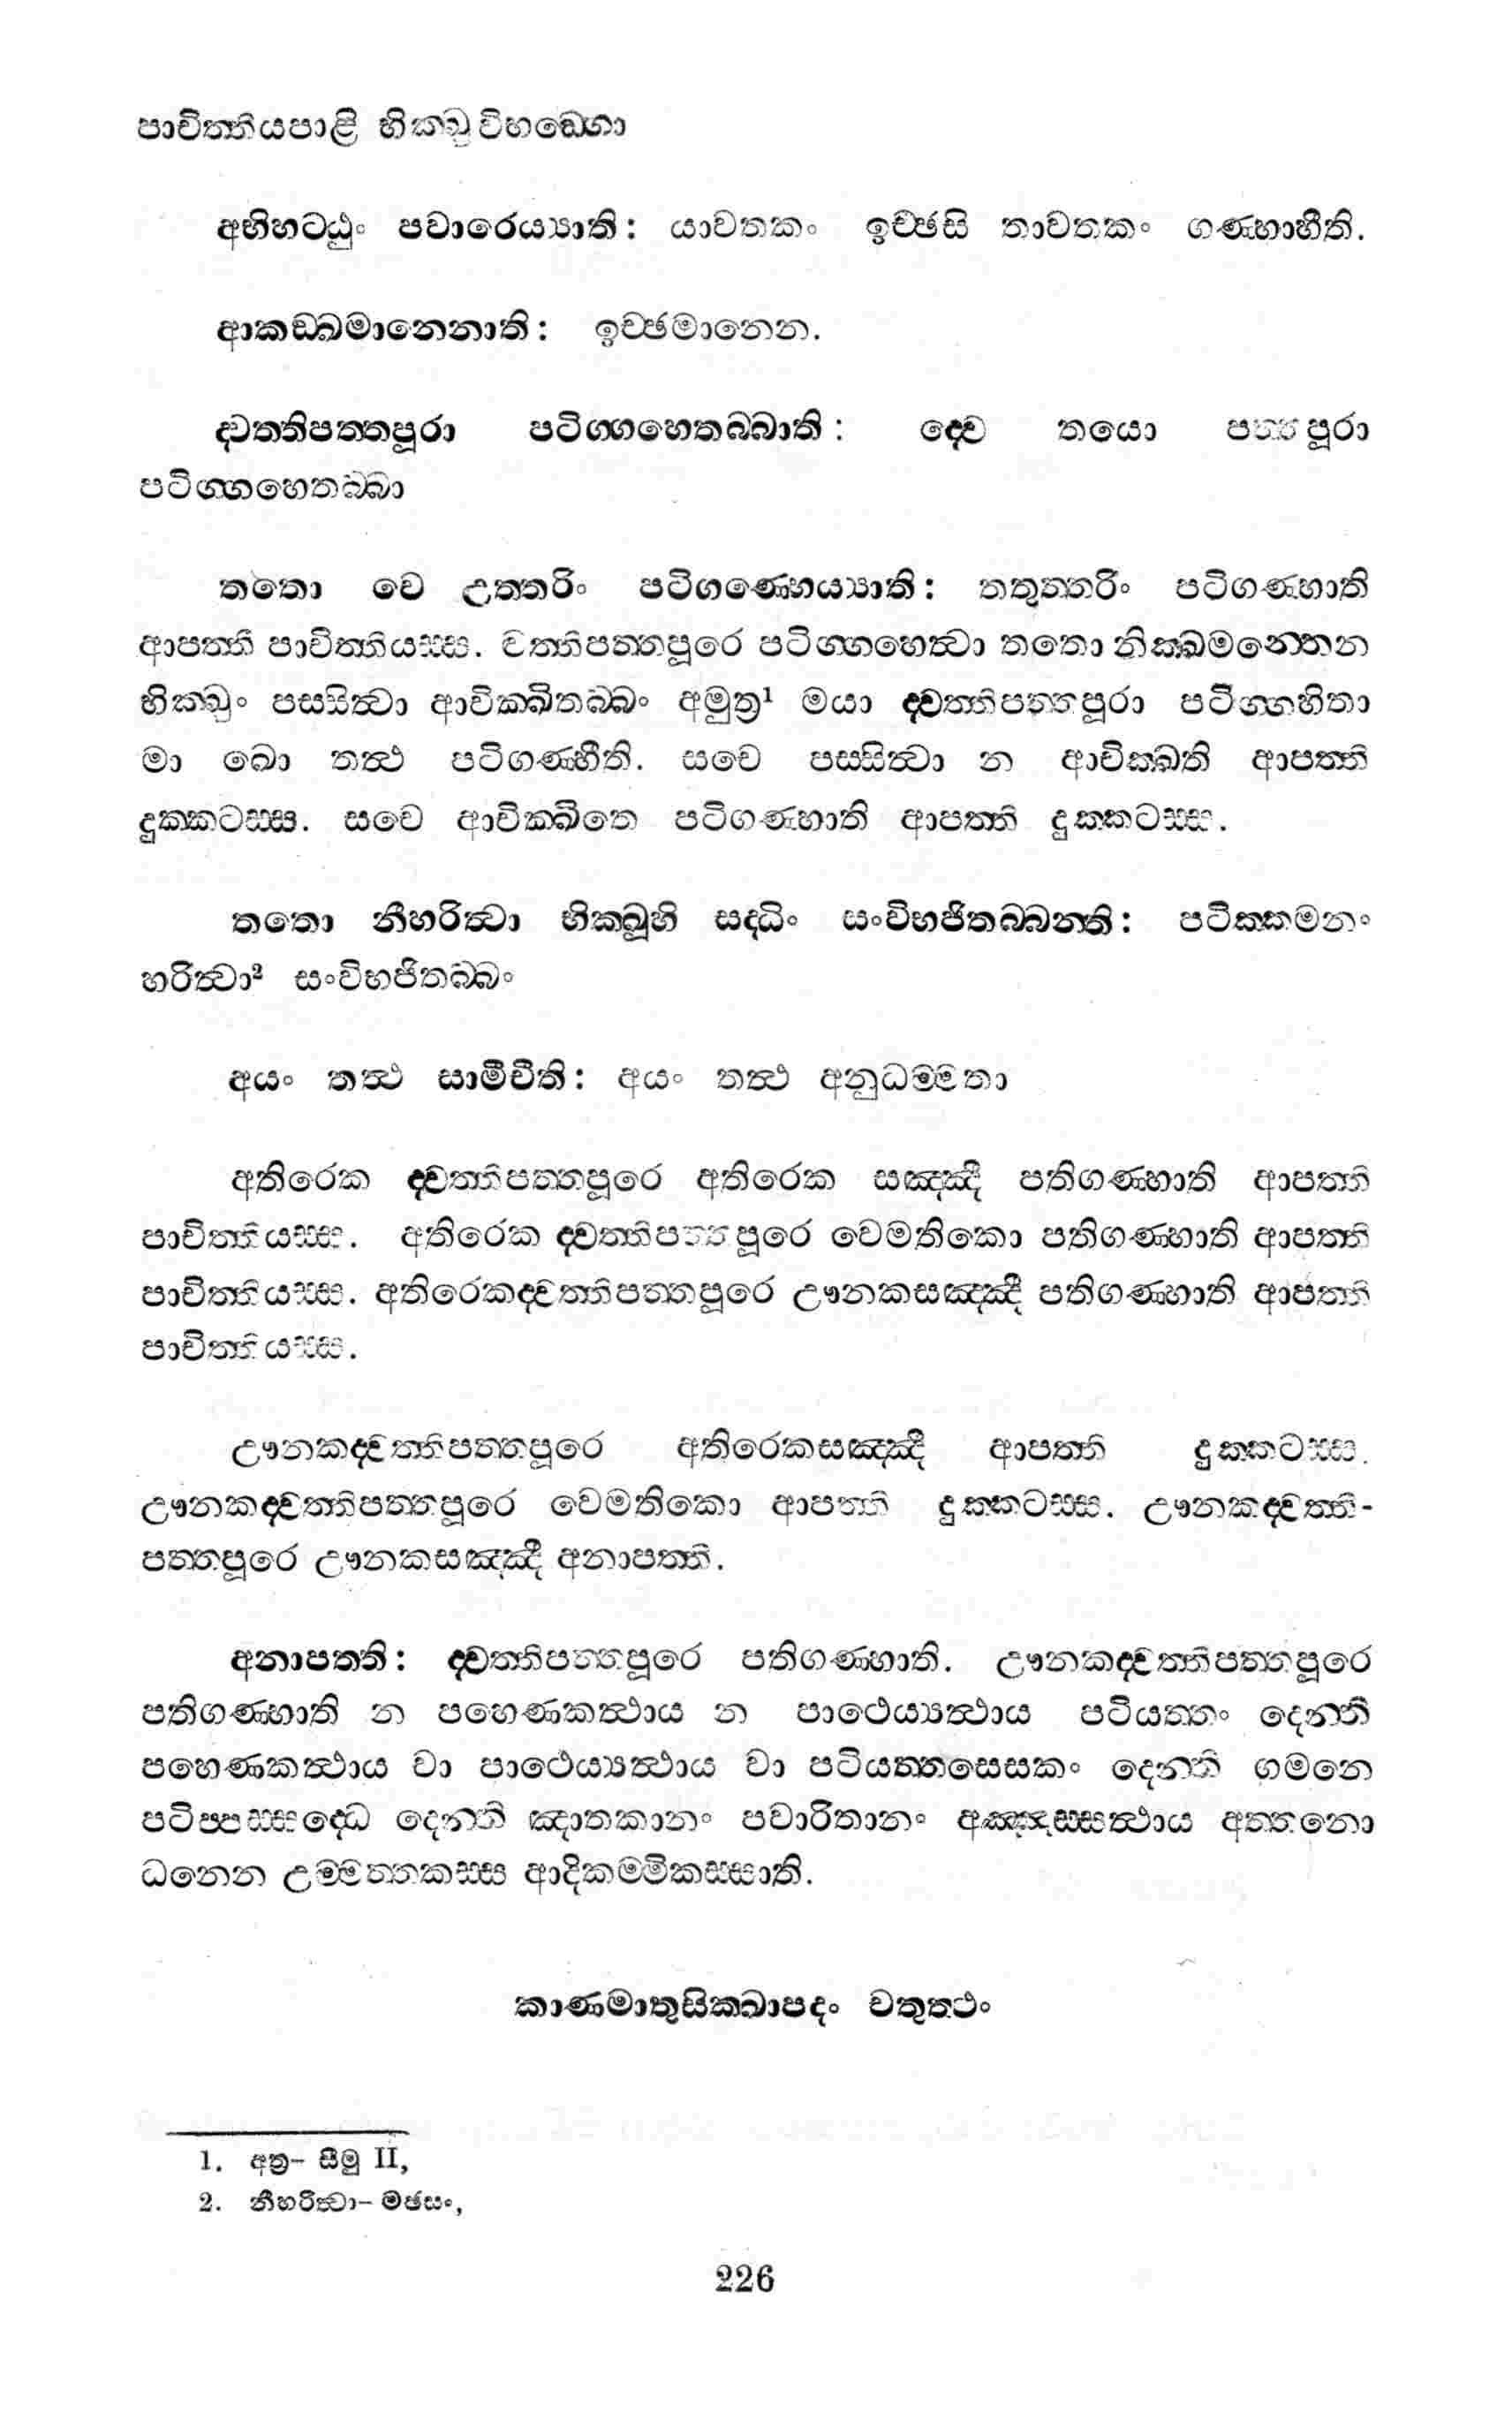 පාචිත්තියපාළි භික්ඛුවිභඞ්ගො
අභිහට්ඨුං පවාරෙය්‍යාති: යාවතකං ඉච්ඡසි තාවතකං ගණ්හාහීති.
ආකඞ්ඛමානෙනාති: ඉච්ඡමානෙන.
ද්වත්තිපත්තපූරා පටිග්ගහෙතබ්බාති: ද්වෙ තයො පත්තපූරා
පටිග්ගහෙතබ්බා
තතො චෙ උත්තරිං පටිගණ්හෙය්‍යාති: තතුත්තරිං පටිගණ්හාති
ආපත්ති පාචිත්තියස්ස. වත්තිපත්තපූරෙ පටිග්ගහෙත්වා තතො නික්ඛමන්තෙන
භික්ඛුං පස්සිත්වා ආචික්ඛිතබ්බං අමුත්‍ර¹ මයා ද්වත්තිපත්තපූරා පටිග්ගහිතා
මා ඛො තත්ථ පටිගණ්හීති. සචෙ පස්සිත්වා න ආචික්ඛති ආපත්ති
දුක්කටස්ස. සචෙ ආචික්ඛිතෙ පටිගණ්හාති ආපත්ති දුක්කටස්ස.
තතො නීහරිත්වා භික්ඛූහි සද්ධිං සංවිභජිතබ්බන්ති: පටික්කමනං
හරිත්වා² සංවිභජිතබ්බං
අයං තත්ථ සාමීචීති: අයං තත්ථ අනුධම්මතා
අතිරෙක ද්වත්තිපත්තපූරෙ අතිරෙක සඤ්ඤී පතිගණ්හාති ආපත්ති
පාචිත්තියස්ස. අතිරෙක ද්වත්තිපත්තපූරෙ වෙමතිකො පතිගණ්හාති ආපත්ති
පාචිත්තියස්ස. අතිරෙකද්වත්තිපත්තපූරෙ ඌනකසඤ්ඤී පතිගණ්හාති ආපත්ති
පාචිත්තියස්ස.
ඌනකද්වත්තිපත්තපූරෙ අතිරෙකසඤ්ඤී ආපත්ති දුක්කටස්ස.
ඌනකද්වත්තිපත්තපූරෙ වෙමතිකො ආපත්ති දුක්කටස්ස. ඌනකද්වත්ති-
පත්තපූරෙ ඌනකසඤ්ඤී අනාපත්ති.
අනාපත්ති: ද්වත්තිපත්තපූරෙ පතිගණ්හාති. ඌනකද්වත්තිපත්තපූරෙ
පතිගණ්හාති න පහෙණකත්ථාය න පාථෙය්‍යත්ථාය පටියත්තං දෙන්ති
පහෙණකත්ථාය වා පාථෙය්‍යත්ථාය වා පටියත්තසෙසකං දෙන්ති ගමනෙ
පටිප්පස්සද්ධෙ දෙන්ති ඤාතකානං පවාරිතානං අඤ්ඤස්සත්ථාය අත්තනො
ධනෙන උම්මත්තකස්ස ආදිකම්මිකස්සාති.
කාණමාතුසික්ඛාපදං චතුත්ථං
1. අත්‍ර- සීමු II,
2. නීහරිත්වා- මඡසං,
226